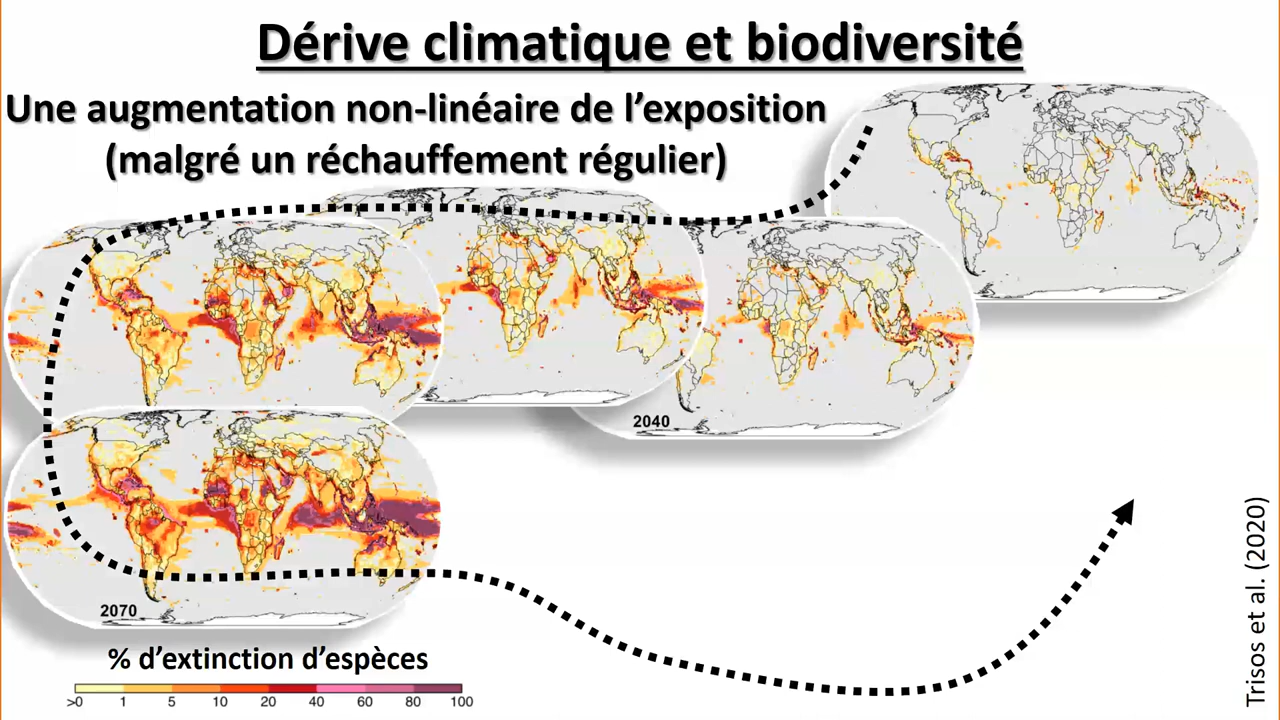 Dérive climatique et biodiversité
Une augmentation non-linéaire de l’exposition
(malgré un réchauffement régulier)
2040
2070
% d’extinction d’espèces
>0 1 5 10 20 40 60 80 100
Trisos et al. (2020)